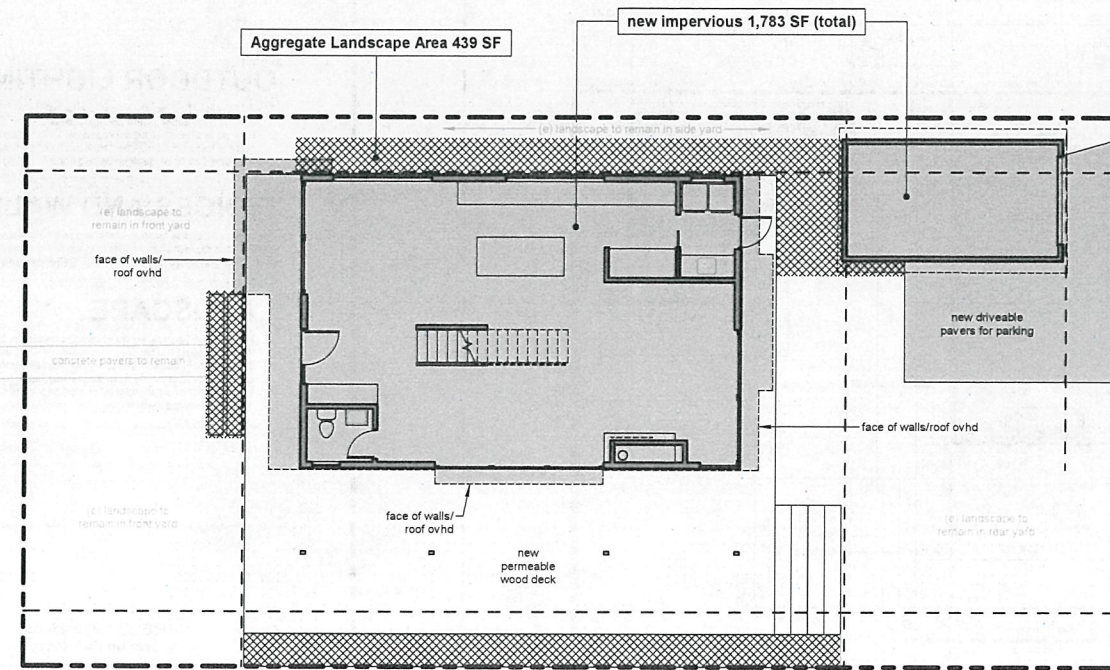 new impervious 1,783 SF (total)
Aggregate Landscape Area 439 SF
(e) landscape to remain in side yard
(e) landscape to
remain in front yard
face of walls/
roof ovhd
new driveable
pavers for parking
concrete pavers to remain
face of walls/roof ovhd
face of walls/
roof ovhd
(e) landscape to
remain in front yard
(e) landscape to
remain in rear yard
new
permeable
wood deck